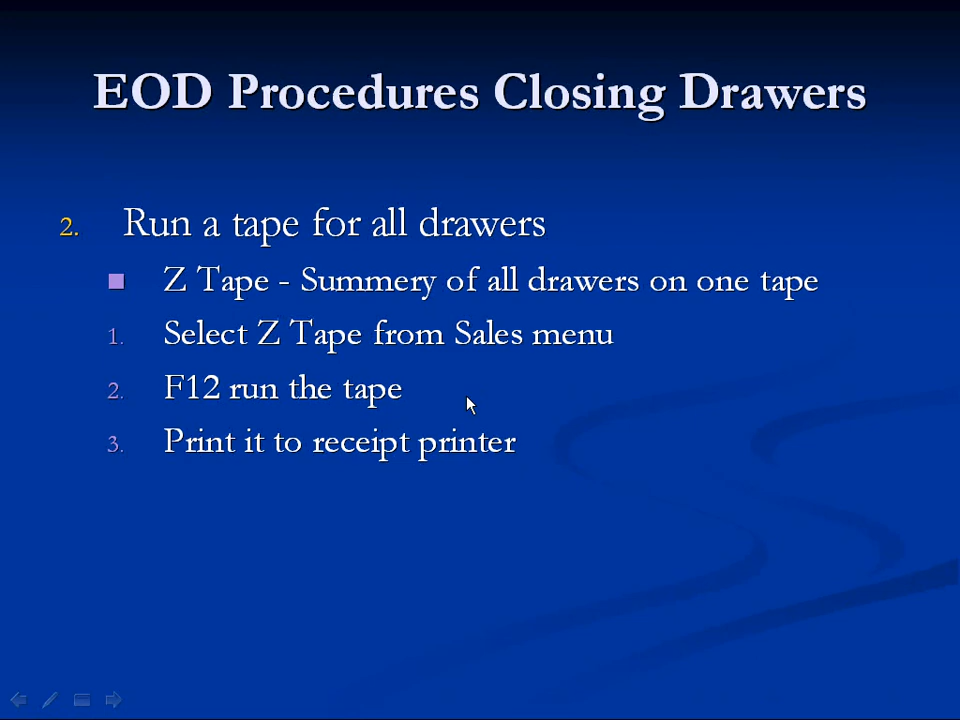 EOD Procedures Closing Drawers
2. Run a tape for all drawers
Z Tape - Summery of all drawers on one tape
1. Select Z Tape from Sales menu
2. F12 run the tape
3. Print it to receipt printer